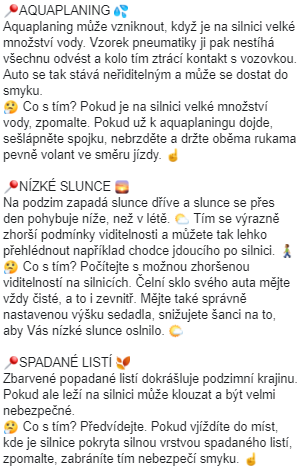 📍AQUAPLANING 💦
Aquaplaning může vzniknout, když je na silnici velké
množství vody. Vzorek pneumatiky ji pak nestíhá
všechnu odvést a kolo tím ztrácí kontakt s vozovkou.
Auto se tak stává neřiditelným a může se dostat do
smyku.
🤔 Co s tím? Pokud je na silnici velké množství
vody, zpomalte. Pokud už k aquaplaningu dojde,
sešlápněte spojku, nebrzděte a držte oběma rukama
pevně volant ve směru jízdy. ☝
📍NÍZKÉ SLUNCE 🌅
Na podzim zapadá slunce dříve a slunce se přes
den pohybuje níže, než v létě. 🌤 Tím se výrazně
zhorší podmínky viditelnosti a můžete tak lehko
přehlédnout například chodce jdoucího po silnici. 🚶
🤔 Co s tím? Počítejte s možnou zhoršenou
viditelností na silnicích. Čelní sklo svého auta mějte
vždy čisté, a to i zevnitř. Mějte také správně
nastavenou výšku sedadla, snižujete šanci na to,
aby Vás nízké slunce oslnilo. 🌤
📍SPADANÉ LISTÍ 🍂
Zbarvené popadané listí dokrášluje podzimní krajinu.
Pokud ale leží na silnici může klouzat a být velmi
nebezpečné.
🤔 Co s tím? Předvídejte. Pokud vjíždíte do míst,
kde je silnice pokryta silnou vrstvou spadaného listí,
zpomalte, zabráníte tím nebezpečí smyku. ☝